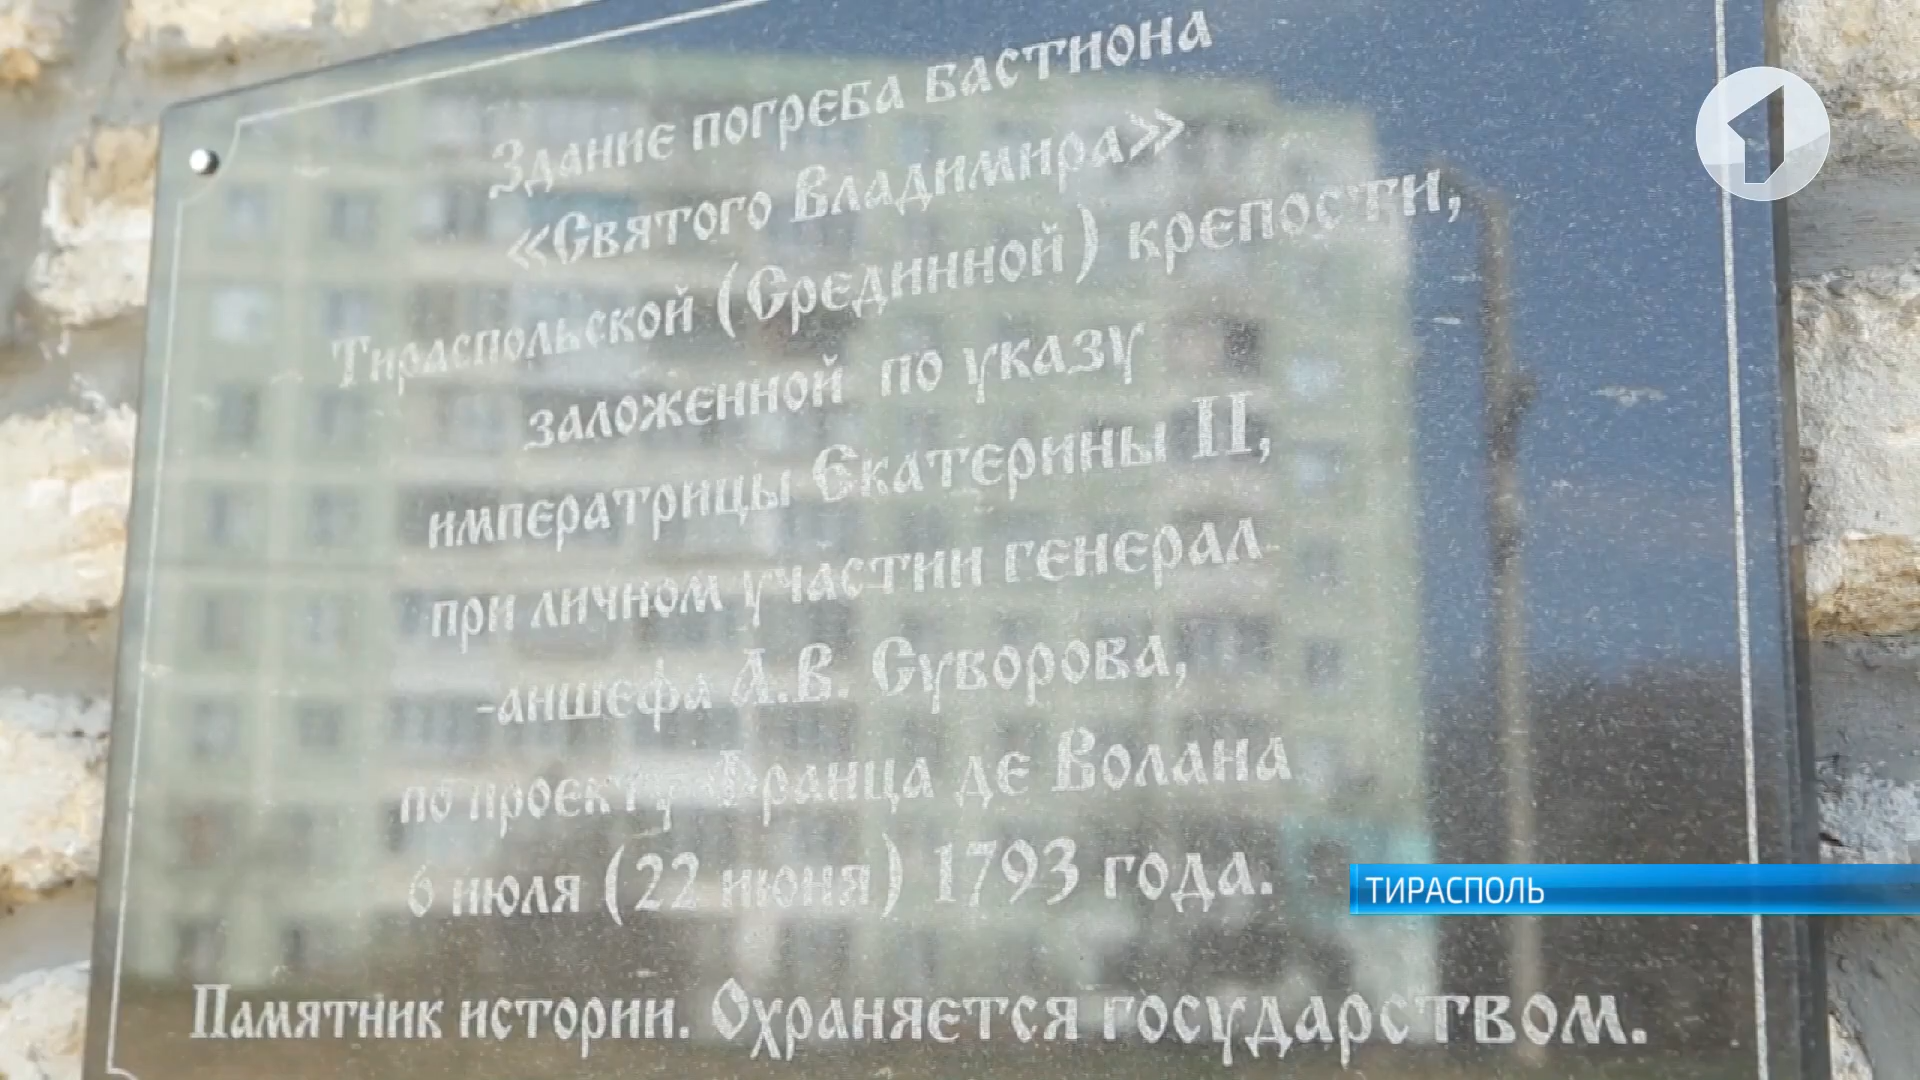 Здание погреба бастиона
«Святого Владимира»
Тираспольской (Срединной) крепости,
заложенной по указу
императрицы Екатерины II,
при личном участии генерал-
-аншефа А.В. Суворова,
по проекту Франца де Волана
6 июля (22 июня) 1793 года.
Памятник истории. Охраняется государством.
ТИРАСПОЛЬ